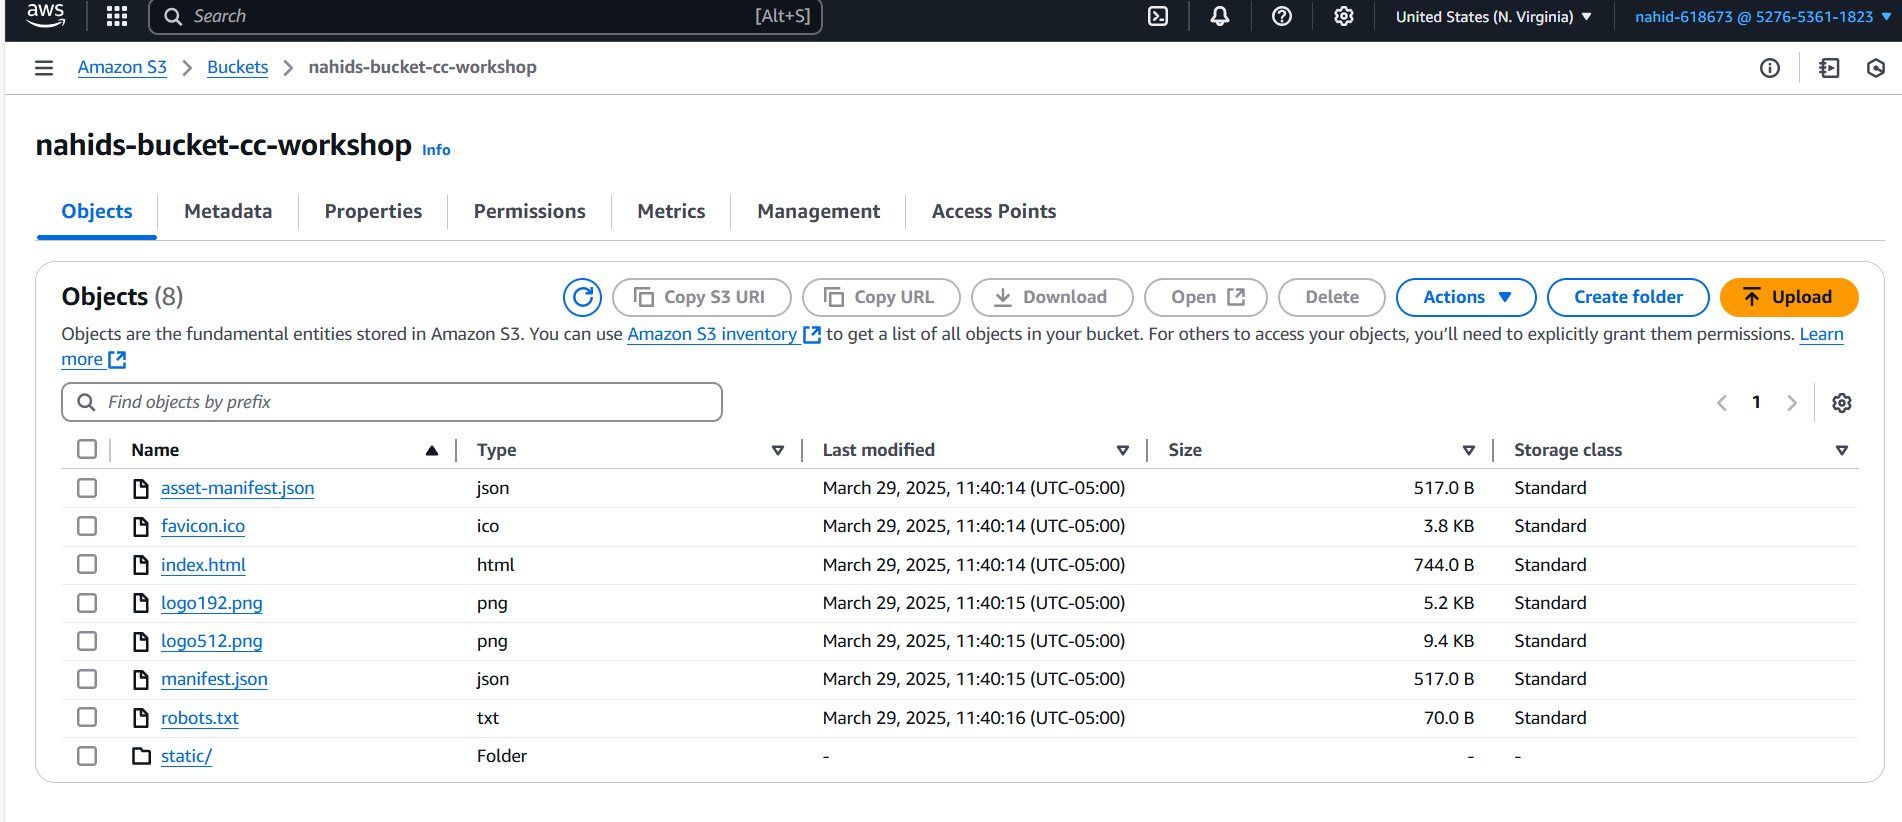 aws Search [Alt+S] United States (N. Virginia) nahid-618673 @ 5276-5361-1823
Amazon S3 Buckets nahids-bucket-cc-workshop
nahids-bucket-cc-workshop Info
Objects Metadata Properties Permissions Metrics Management Access Points
Objects (8) Copy S3 URI Copy URL Download Open Delete Actions Create folder Upload
Objects are the fundamental entities stored in Amazon S3. You can use Amazon S3 inventory to get a list of all objects in your bucket. For others to access your objects, you’ll need to explicitly grant them permissions. Learn
more
Find objects by prefix 1
Name Type Last modified Size Storage class
asset-manifest.json json March 29, 2025, 11:40:14 (UTC-05:00) 517.0 B Standard
favicon.ico ico March 29, 2025, 11:40:14 (UTC-05:00) 3.8 KB Standard
index.html html March 29, 2025, 11:40:14 (UTC-05:00) 744.0 B Standard
logo192.png png March 29, 2025, 11:40:15 (UTC-05:00) 5.2 KB Standard
logo512.png png March 29, 2025, 11:40:15 (UTC-05:00) 9.4 KB Standard
manifest.json json March 29, 2025, 11:40:15 (UTC-05:00) 517.0 B Standard
robots.txt txt March 29, 2025, 11:40:16 (UTC-05:00) 70.0 B Standard
static/ Folder - - -